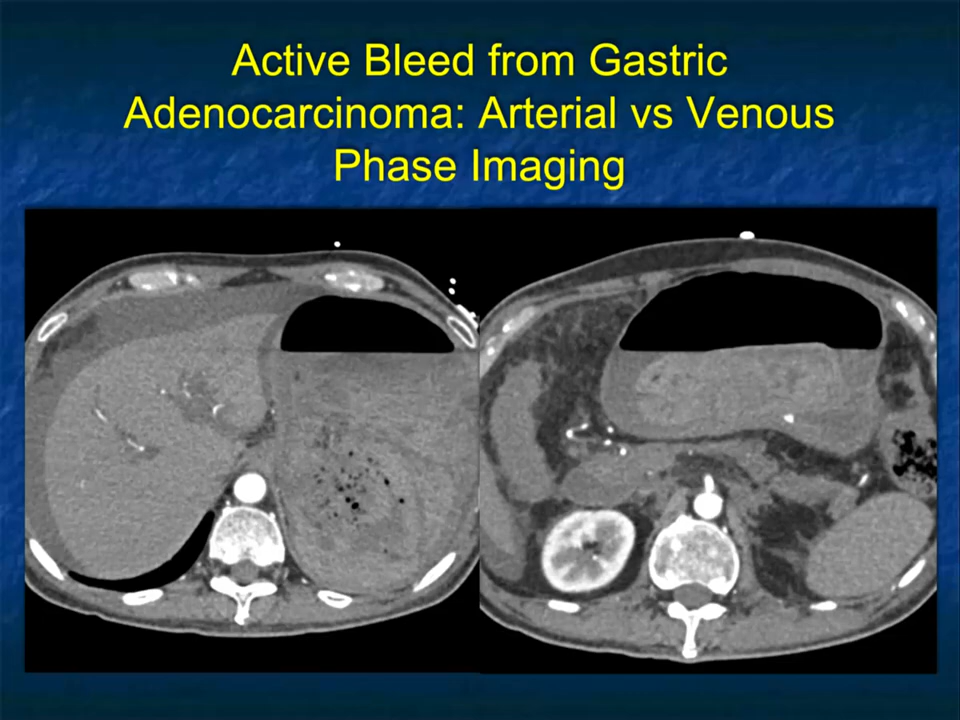 Active Bleed from Gastric
Adenocarcinoma: Arterial vs Venous
Phase Imaging